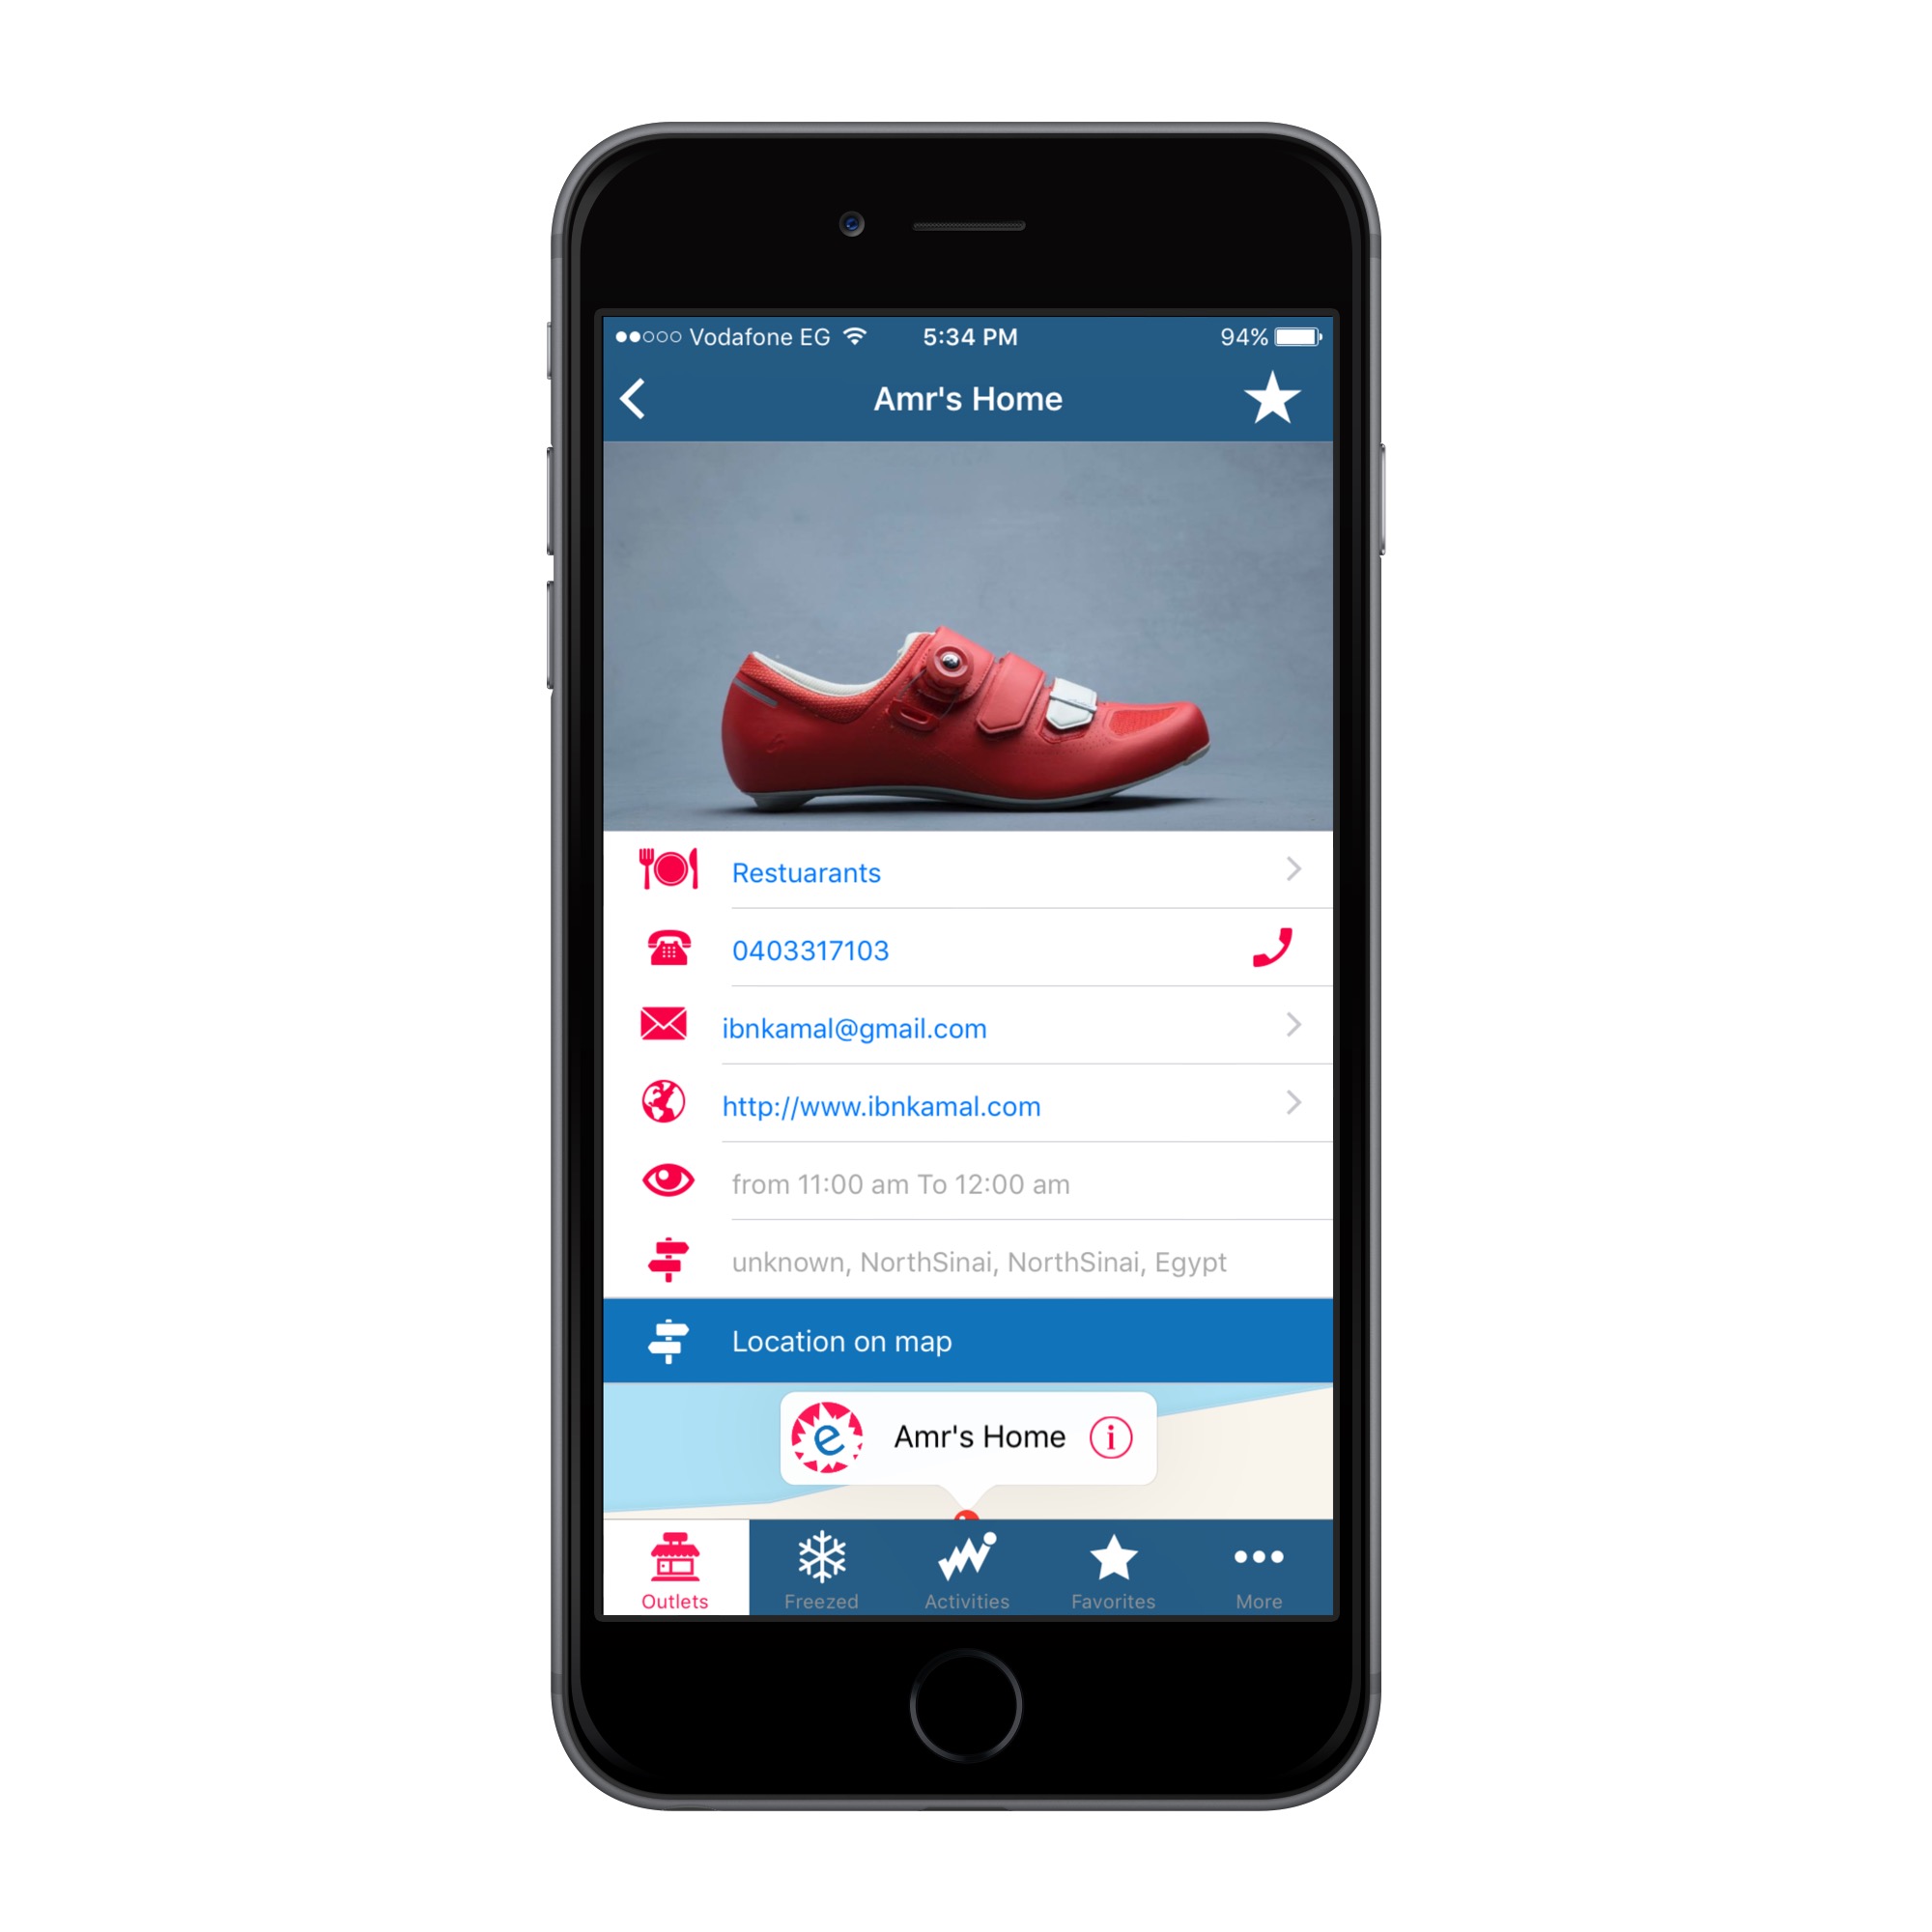 Vodafone EG 5:34 PM 94%
Amr's Home
Restuarants
0403317103
ibnkamal@gmail.com
http://www.ibnkamal.com
from 11:00 am To 12:00 am
unknown, NorthSinai, NorthSinai, Egypt
Location on map
e Amr's Home i
Outlets Freezed Activities Favorites More